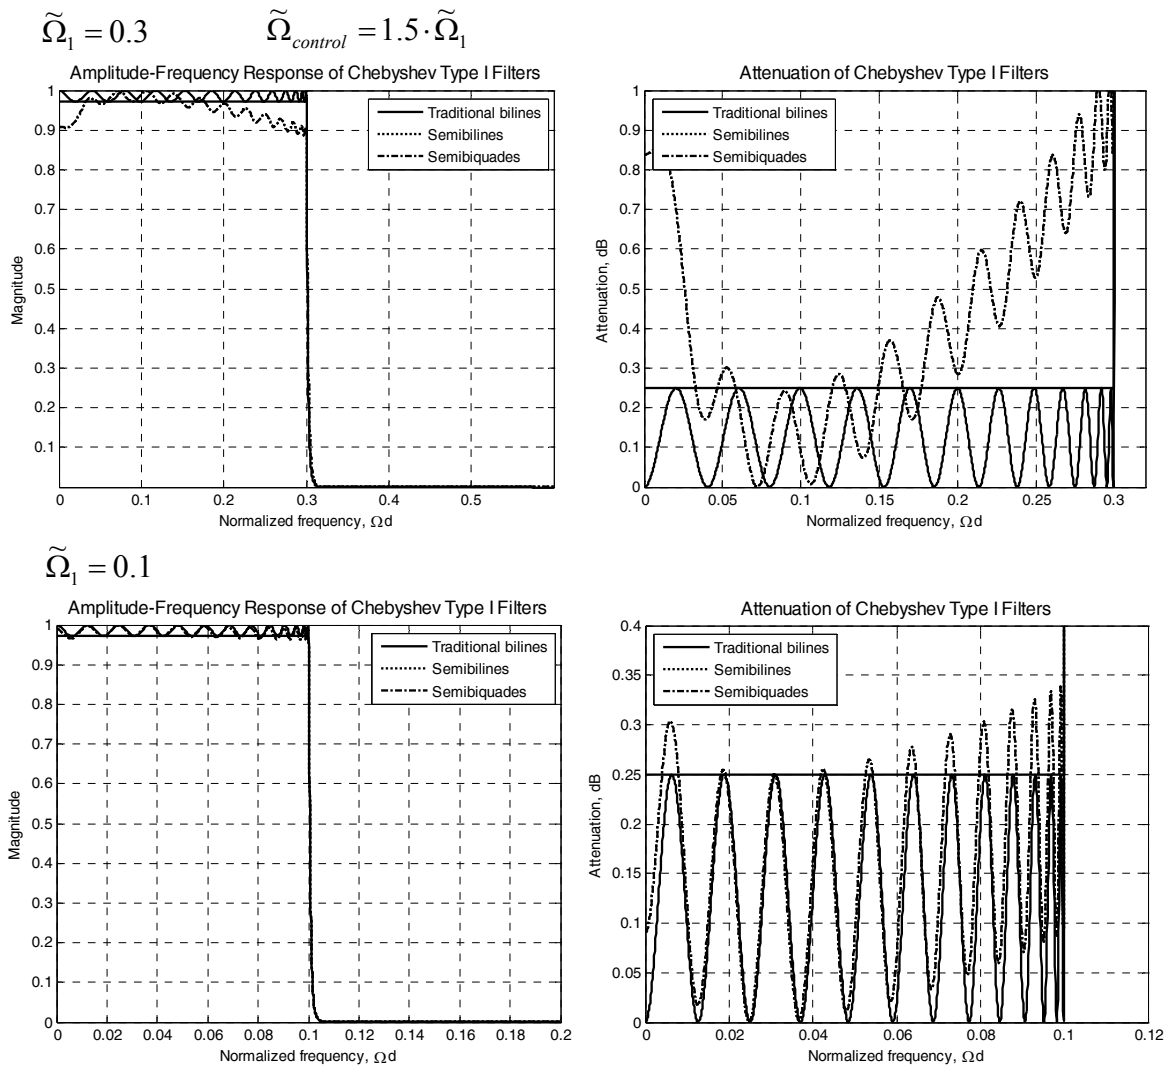 Ω̃₁ = 0.3
Ω̃control = 1.5·Ω̃₁
Amplitude-Frequency Response of Chebyshev Type I Filters
1
0.9
0.8
0.7
0.6
0.5
0.4
0.3
0.2
0.1
0
Magnitude
Traditional bilines
Semibilines
Semibiquades
0 0.1 0.2 0.3 0.4 0.5
Normalized frequency, Ωd
Attenuation of Chebyshev Type I Filters
1
0.9
0.8
0.7
0.6
0.5
0.4
0.3
0.2
0.1
0
Attenuation, dB
Traditional bilines
Semibilines
Semibiquades
0 0.05 0.1 0.15 0.2 0.25 0.3
Normalized frequency, Ωd
Ω̃₁ = 0.1
Amplitude-Frequency Response of Chebyshev Type I Filters
1
0.9
0.8
0.7
0.6
0.5
0.4
0.3
0.2
0.1
0
Magnitude
Traditional bilines
Semibilines
Semibiquades
0 0.02 0.04 0.06 0.08 0.1 0.12 0.14 0.16 0.18 0.2
Normalized frequency, Ωd
Attenuation of Chebyshev Type I Filters
0.4
0.35
0.3
0.25
0.2
0.15
0.1
0.05
0
Attenuation, dB
Traditional bilines
Semibilines
Semibiquades
0 0.02 0.04 0.06 0.08 0.1 0.12
Normalized frequency, Ωd